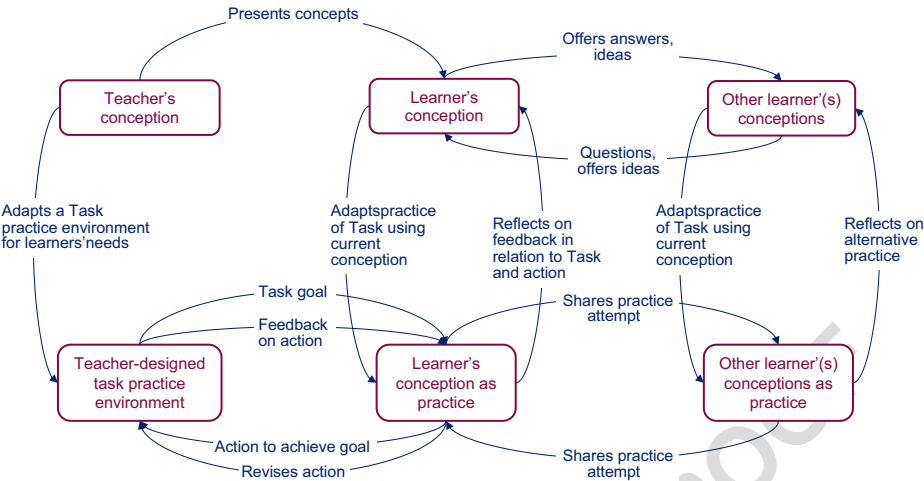 Presents concepts
Offers answers,
ideas
Teacher's
conception
Learner's
conception
Other learner'(s)
conceptions
Questions,
offers ideas
Adapts a Task
practice environment
for learners'needs
Adaptspractice
of Task using
current
conception
Reflects on
feedback in
relation to Task
and action
Adaptspractice
of Task using
current
conception
Reflects on
alternative
practice
Task goal
Feedback
on action
Shares practice
attempt
Teacher-designed
task practice
environment
Learner's
conception as
practice
Other learner'(s)
conceptions as
practice
Action to achieve goal
Revises action
Shares practice
attempt